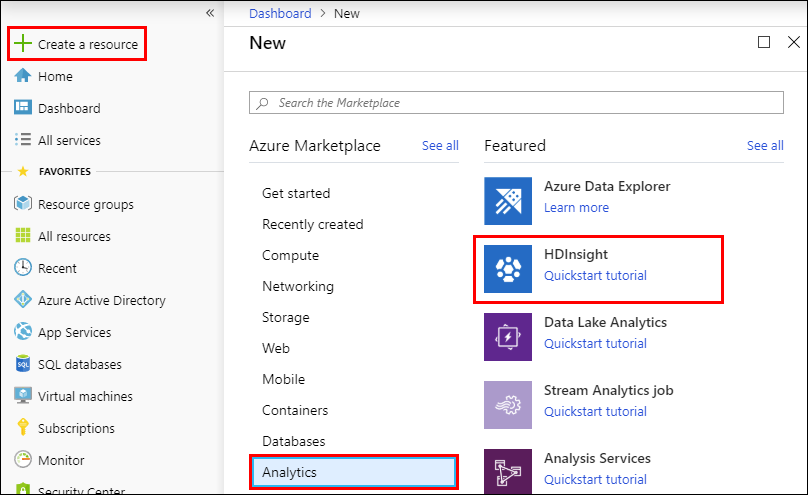 «
Create a resource
Home
Dashboard
All services
FAVORITES
Resource groups
All resources
Recent
Azure Active Directory
App Services
SQL
SQL databases
Virtual machines
Subscriptions
Monitor
Security Center
Dashboard > New
New
Search the Marketplace
Azure Marketplace See all
Get started
Recently created
Compute
Networking
Storage
Web
Mobile
Containers
Databases
Analytics
Featured See all
Azure Data Explorer
Learn more
HDInsight
Quickstart tutorial
Data Lake Analytics
Quickstart tutorial
Stream Analytics job
Quickstart tutorial
Analysis Services
Quickstart tutorial